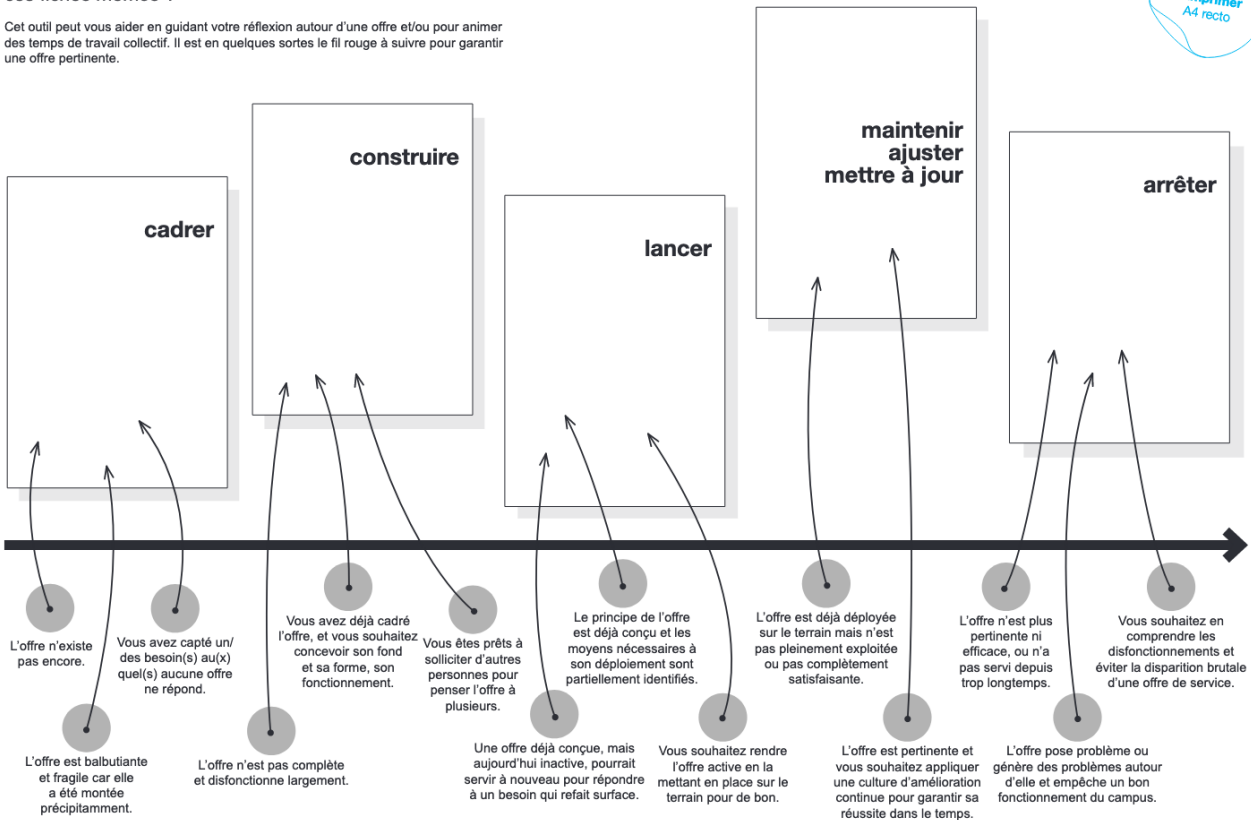 Cet outil peut vous aider en guidant votre réflexion autour d'une offre et/ou pour animer
des temps de travail collectif. Il est en quelques sortes le fil rouge à suivre pour garantir
une offre pertinente.
A4 recto
cadrer
construire
lancer
maintenir
ajuster
mettre à jour
arrêter
L'offre n'existe
pas encore.
L'offre est balbutiante
et fragile car elle
a été montée
précipitamment.
Vous avez capté un/
des besoin(s) au(x)
quel(s) aucune offre
ne répond.
L'offre n'est pas complète
et disfonctionne largement.
Vous avez déjà cadré
l'offre, et vous souhaitez
concevoir son fond
et sa forme, son
fonctionnement.
Vous êtes prêts à
solliciter d'autres
personnes pour
penser l'offre à
plusieurs.
Une offre déjà conçue, mais
aujourd'hui inactive, pourrait
servir à nouveau pour répondre
à un besoin qui refait surface.
Le principe de l'offre
est déjà conçu et les
moyens nécessaires à
son déploiement sont
partiellement identifiés.
Vous souhaitez rendre
l'offre active en la
mettant en place sur le
terrain pour de bon.
L'offre est déjà déployée
sur le terrain mais n'est
pas pleinement exploitée
ou pas complètement
satisfaisante.
L'offre est pertinente et
vous souhaitez appliquer
une culture d'amélioration
continue pour garantir sa
réussite dans le temps.
L'offre n'est plus
pertinente ni
efficace, ou n'a
pas servi depuis
trop longtemps.
L'offre pose problème ou
génère des problèmes autour
d'elle et empêche un bon
fonctionnement du campus.
Vous souhaitez en
comprendre les
disfonctionnements et
éviter la disparition brutale
d'une offre de service.